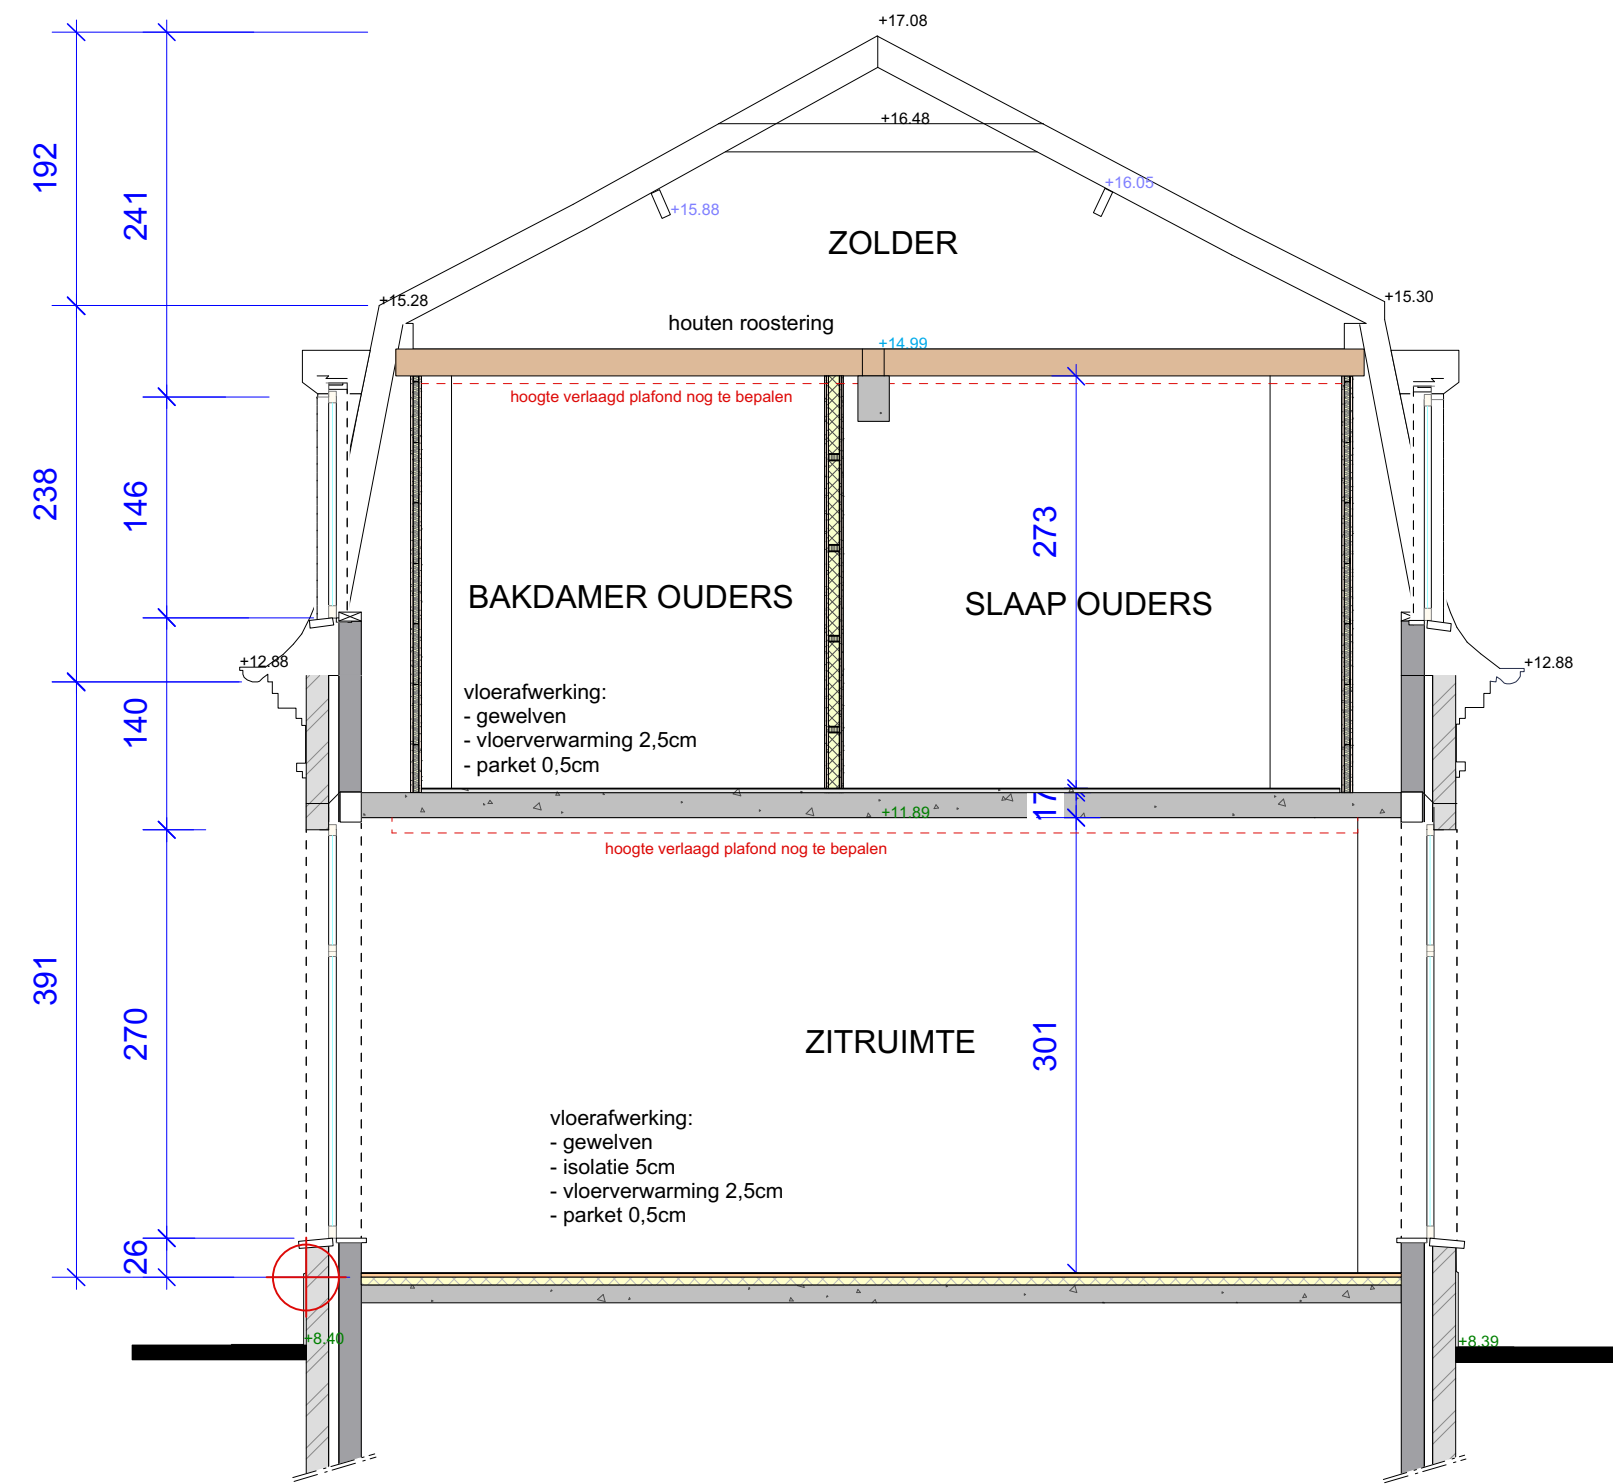 +17.08
+16.48
192
241
+16.05
+15.88
ZOLDER
+15.28
+15.30
houten roostering
+14.99
hoogte verlaagd plafond nog te bepalen
238
146
273
BAKDAMER OUDERS
SLAAP OUDERS
+12.88
+12.88
vloerafwerking:
- gewelven
- vloerverwarming 2,5cm
- parket 0,5cm
140
17
+11.89
hoogte verlaagd plafond nog te bepalen
391
270
ZITRUIMTE
301
vloerafwerking:
- gewelven
- isolatie 5cm
- vloerverwarming 2,5cm
- parket 0,5cm
26
+8.40
+8.39